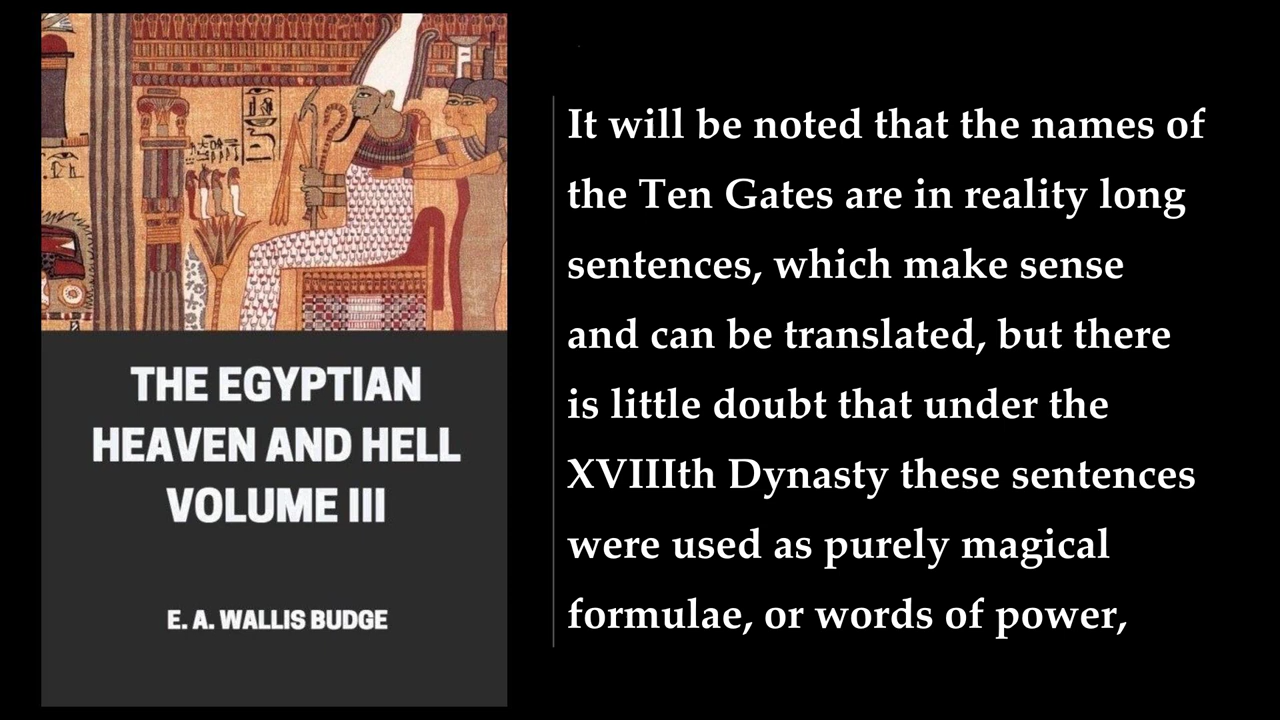 THE EGYPTIAN
HEAVEN AND HELL
VOLUME III
E. A. WALLIS BUDGE
It will be noted that the names of
the Ten Gates are in reality long
sentences, which make sense
and can be translated, but there
is little doubt that under the
XVIIIth Dynasty these sentences
were used as purely magical
formulae, or words of power,